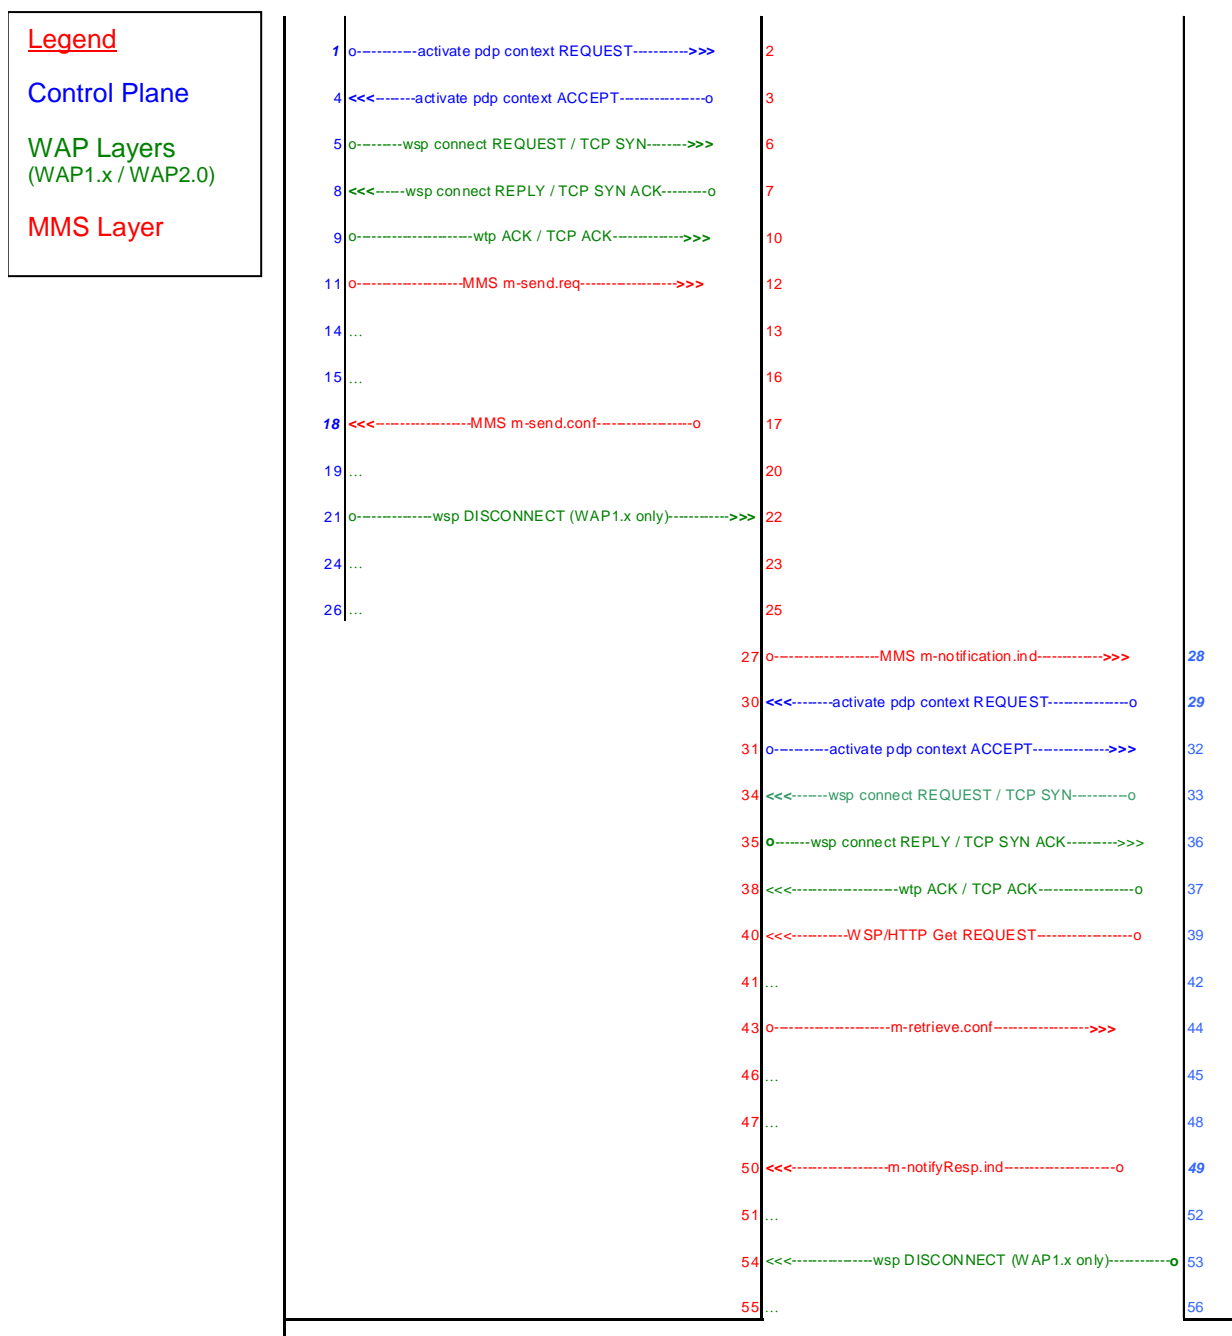 Legend
Control Plane
WAP Layers
(WAP1.x / WAP2.0)
MMS Layer
1 o------------activate pdp context REQUEST----------->>> 2
4 <<<--------activate pdp context ACCEPT-----------------o 3
5 o---------wsp connect REQUEST / TCP SYN-------->>> 6
8 <<<------wsp connect REPLY / TCP SYN ACK---------o 7
9 o-----------------------wtp ACK / TCP ACK-------------->>> 10
11 o---------------------MMS m-send.req------------------->>> 12
14 ... 13
15 ... 16
18 <<<-------------------MMS m-send.conf-------------------o 17
19 ... 20
21 o---------------wsp DISCONNECT (WAP1.x only)------------>>> 22
24 ... 23
26 ... 25
27 o---------------------MMS m-notification.ind------------->>> 28
30 <<<--------activate pdp context REQUEST----------------o 29
31 o-----------activate pdp context ACCEPT--------------->>> 32
34 <<<-------wsp connect REQUEST / TCP SYN-----------o 33
35 o-------wsp connect REPLY / TCP SYN ACK---------->>> 36
38 <<<---------------------wtp ACK / TCP ACK-------------------o 37
40 <<<-----------WSP/HTTP Get REQUEST-------------------o 39
41 ... 42
43 o-----------------------m-retrieve.conf------------------->>> 44
46 ... 45
47 ... 48
50 <<<-------------------m-notifyResp.ind----------------------o 49
51 ... 52
54 <<<----------------wsp DISCONNECT (WAP1.x only)------------o 53
55 ... 56